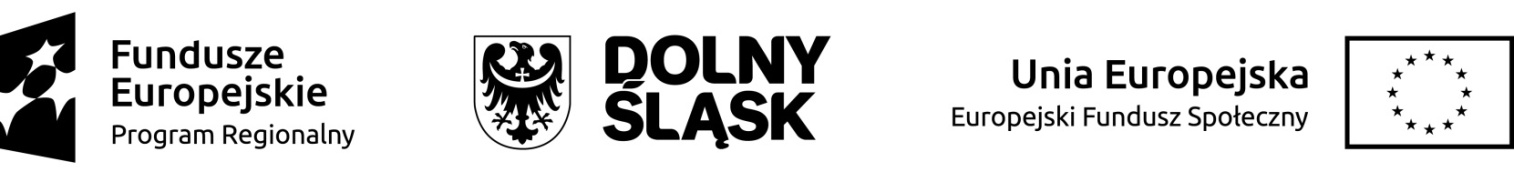 Fundusze
Europejskie
Program Regionalny
DOLNY
ŚLĄSK
Unia Europejska
Europejski Fundusz Społeczny